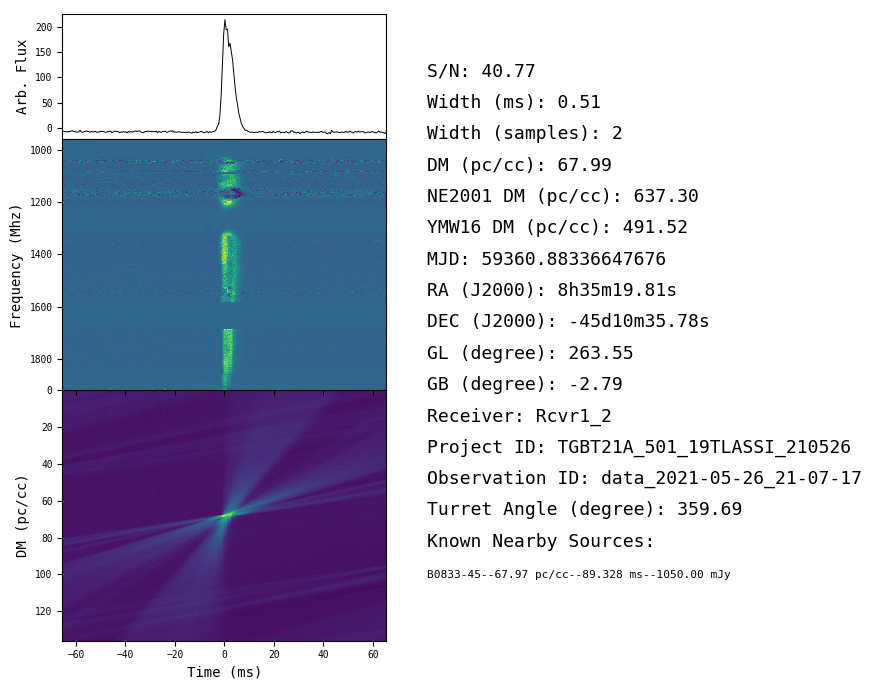 200
150
100
50
0
Arb. Flux
1000
1200
1400
1600
1800
Frequency (Mhz)
0
20
40
60
80
100
120
DM (pc/cc)
−60 −40 −20 0 20 40 60
Time (ms)
S/N: 40.77
Width (ms): 0.51
Width (samples): 2
DM (pc/cc): 67.99
NE2001 DM (pc/cc): 637.30
YMW16 DM (pc/cc): 491.52
MJD: 59360.88336647676
RA (J2000): 8h35m19.81s
DEC (J2000): -45d10m35.78s
GL (degree): 263.55
GB (degree): -2.79
Receiver: Rcvr1_2
Project ID: TGBT21A_501_19TLASSI_210526
Observation ID: data_2021-05-26_21-07-17
Turret Angle (degree): 359.69
Known Nearby Sources:
B0833-45--67.97 pc/cc--89.328 ms--1050.00 mJy